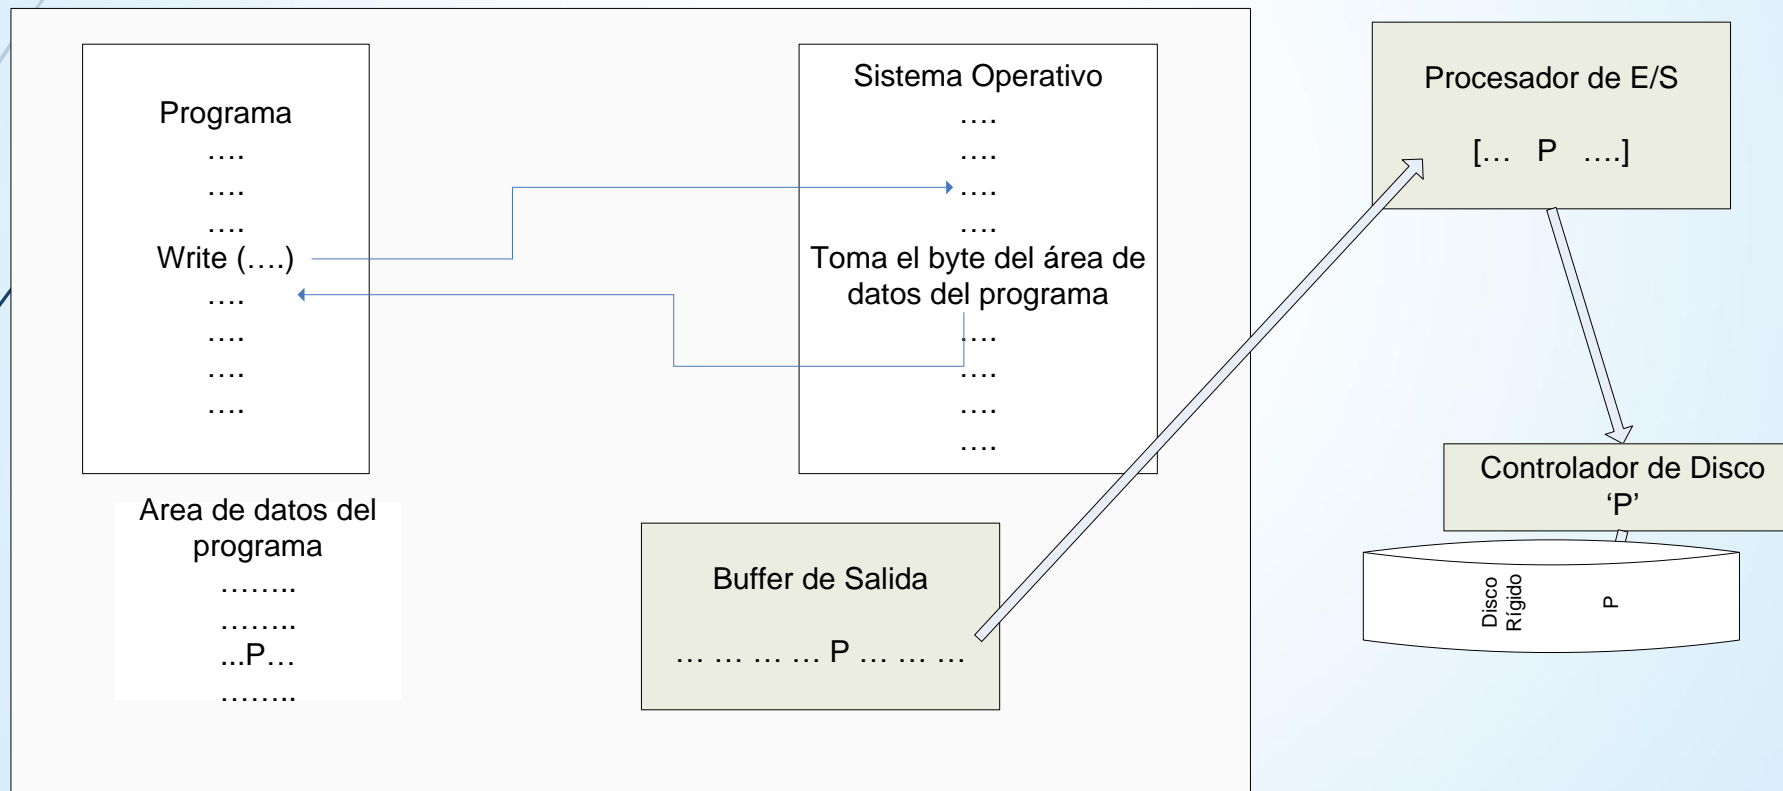 Programa
….
….
….
Write (….)
….
….
….
….
Sistema Operativo
….
….
….
….
Toma el byte del área de
datos del programa
….
….
….
….
Area de datos del
programa
……..
……..
...P…
……..
Buffer de Salida
… … … … P … … …
Procesador de E/S
[… P ….]
Controlador de Disco
‘P’
Disco
Rígido
P